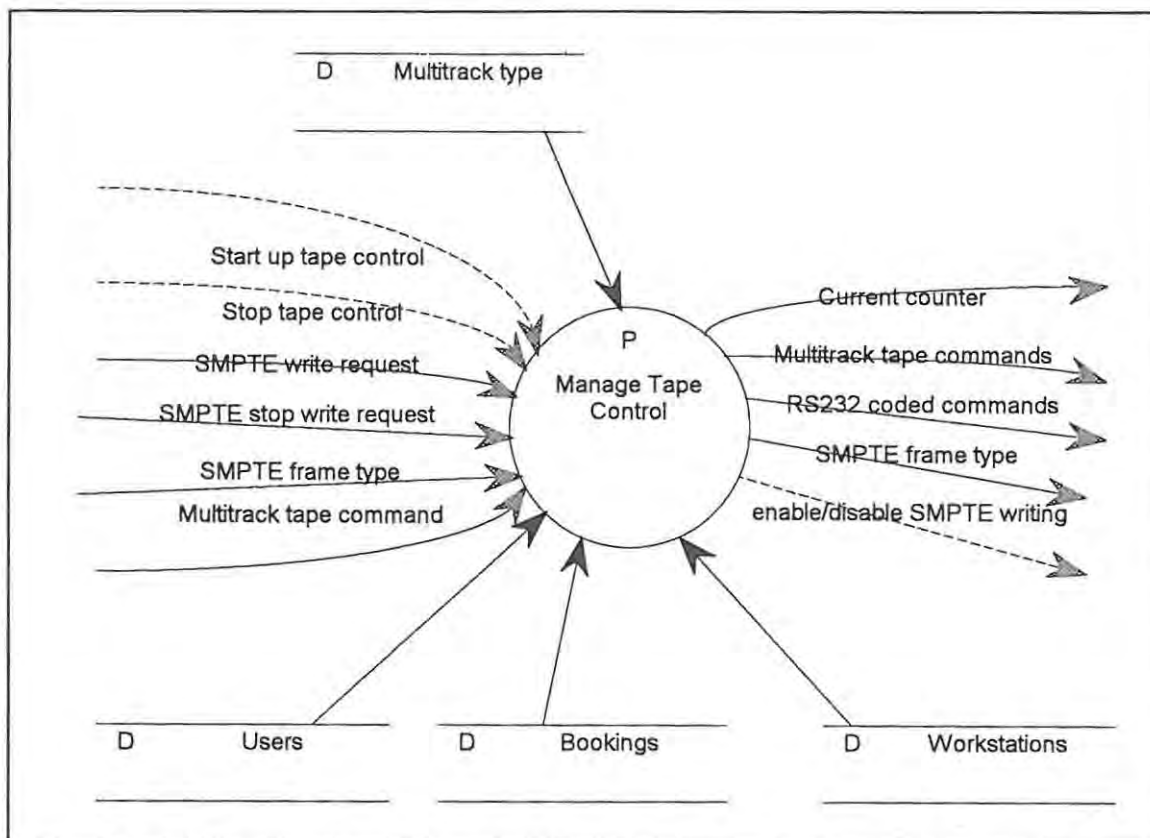 D Multitrack type
Start up tape control
Stop tape control
SMPTE write request
SMPTE stop write request
SMPTE frame type
Multitrack tape command
P
Manage Tape
Control
Current counter
Multitrack tape commands
RS232 coded commands
SMPTE frame type
enable/disable SMPTE writing
D Users
D Bookings
D Workstations